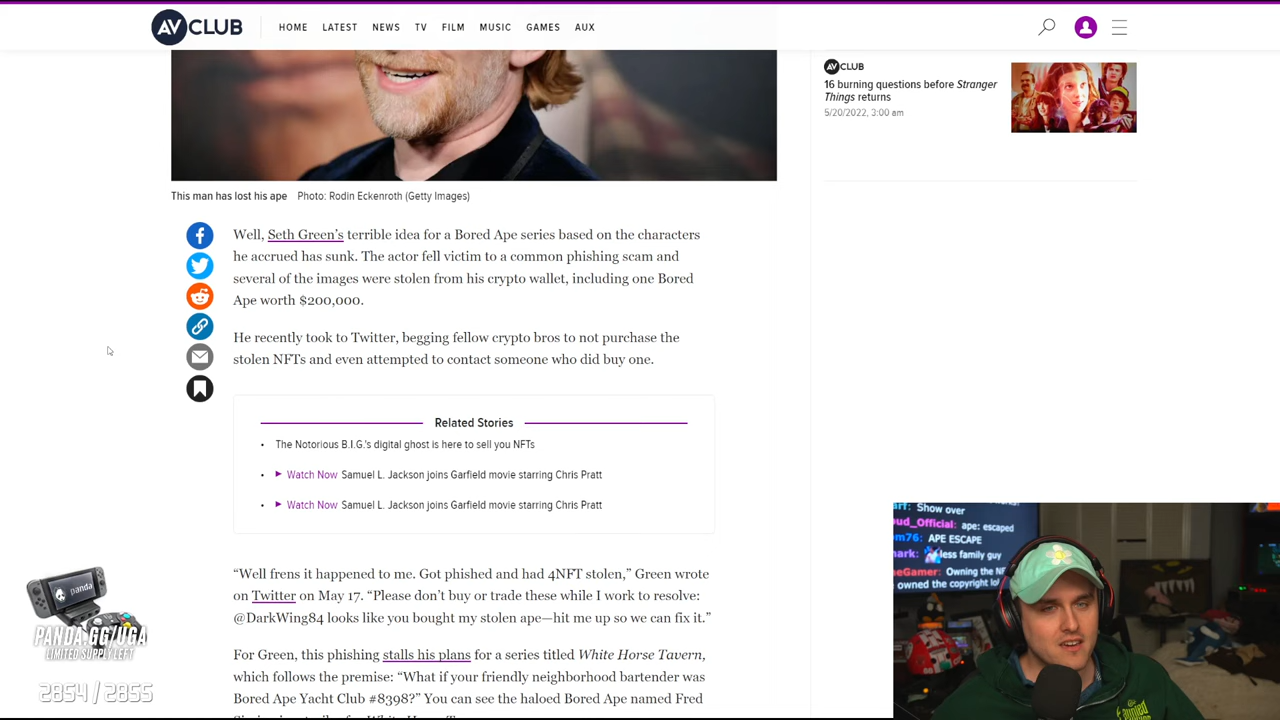 AV CLUB
HOME LATEST NEWS TV FILM MUSIC GAMES AUX
This man has lost his ape Photo: Rodin Eckenroth (Getty Images)
Well, Seth Green's terrible idea for a Bored Ape series based on the characters
he accrued has sunk. The actor fell victim to a common phishing scam and
several of the images were stolen from his crypto wallet, including one Bored
Ape worth $200,000.
He recently took to Twitter, begging fellow crypto bros to not purchase the
stolen NFTs and even attempted to contact someone who did buy one.
Related Stories
The Notorious B.I.G.'s digital ghost is here to sell you NFTs
Watch Now Samuel L. Jackson joins Garfield movie starring Chris Pratt
Watch Now Samuel L. Jackson joins Garfield movie starring Chris Pratt
“Well frens it happened to me. Got phished and had 4NFT stolen,” Green wrote
on Twitter on May 17. “Please don't buy or trade these while I work to resolve:
@DarkWing84 looks like you bought my stolen ape—hit me up so we can fix it.”
For Green, this phishing stalls his plans for a series titled White Horse Tavern,
which follows the premise: “What if your friendly neighborhood bartender was
Bored Ape Yacht Club #8398?” You can see the haloed Bored Ape named Fred
AV CLUB
16 burning questions before Stranger
Things returns
5/20/2022, 3:00 am
panda
PANDA.GG/UGA
LIMITED SUPPLY LEFT
2854 / 2855
Show over
ud_Official: ape: escaped
m76: APE ESCAPE
less family guy
eGamer: Owning the
owned the copyright